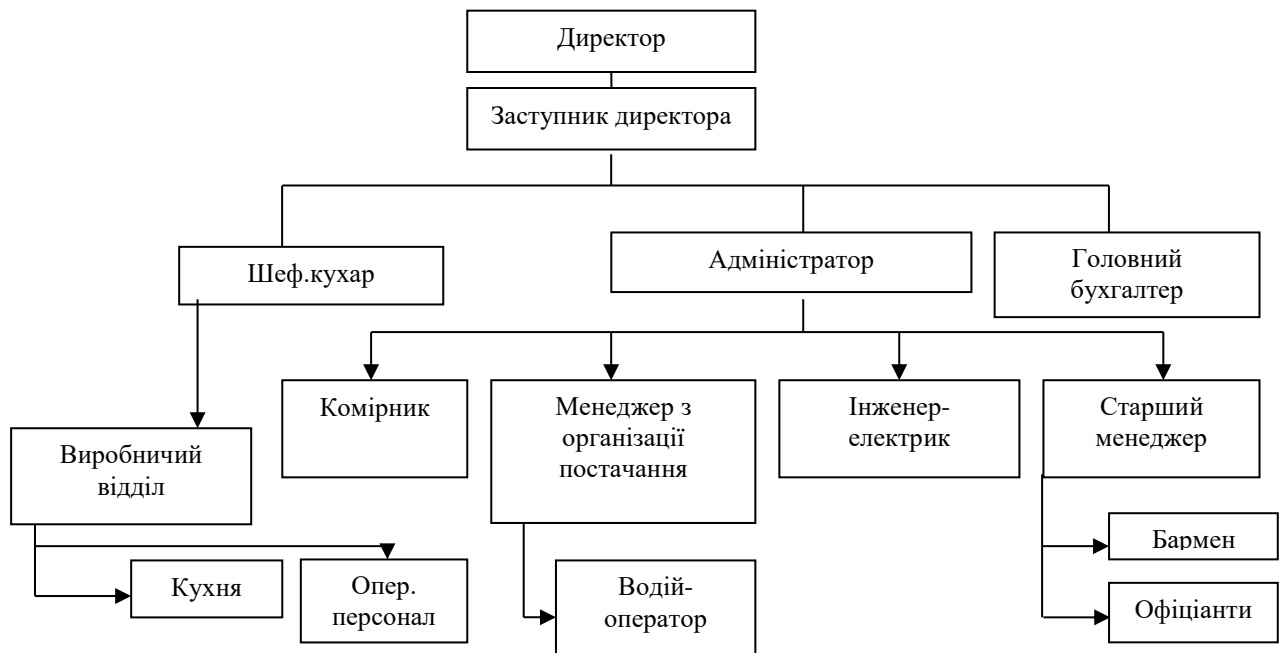 Директор
Заступник директора
Шеф.кухар
Адміністратор
Головний
бухгалтер
Комірник
Менеджер з
організації
постачання
Інженер-
електрик
Старший
менеджер
Виробничий
відділ
Кухня
Опер.
персонал
Водій-
оператор
Бармен
Офіціанти